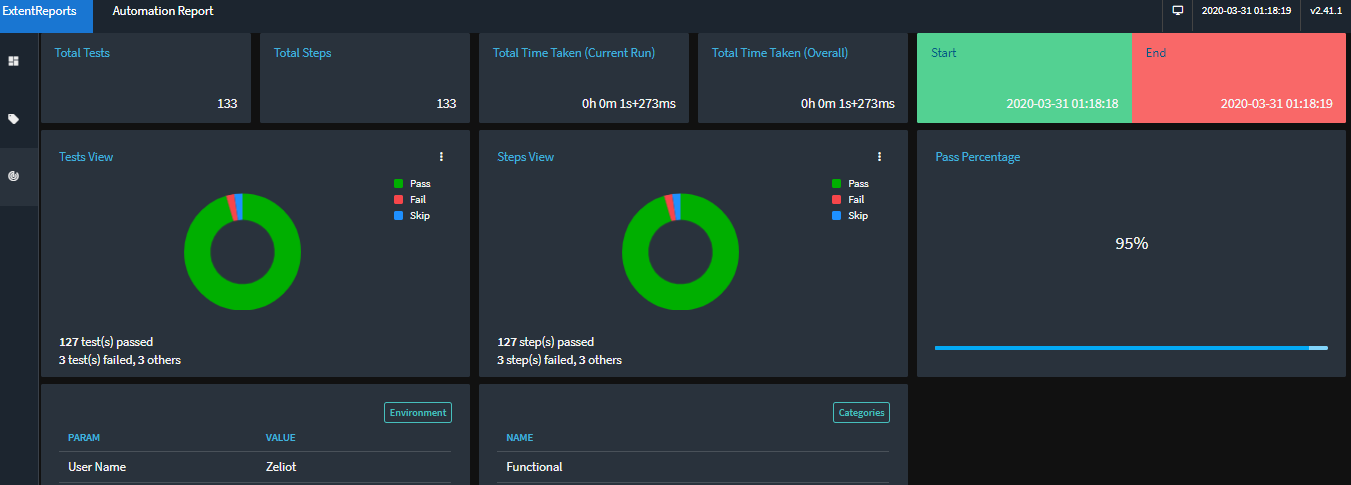 ExtentReports
Automation Report
2020-03-31 01:18:19
v2.41.1
Total Tests
133
Total Steps
133
Total Time Taken (Current Run)
0h 0m 1s+273ms
Total Time Taken (Overall)
0h 0m 1s+273ms
Start
2020-03-31 01:18:18
End
2020-03-31 01:18:19
Tests View
Pass
Fail
Skip
127 test(s) passed
3 test(s) failed, 3 others
Steps View
Pass
Fail
Skip
127 step(s) passed
3 step(s) failed, 3 others
Pass Percentage
95%
Environment
PARAM VALUE
User Name Zeliot
Categories
NAME
Functional